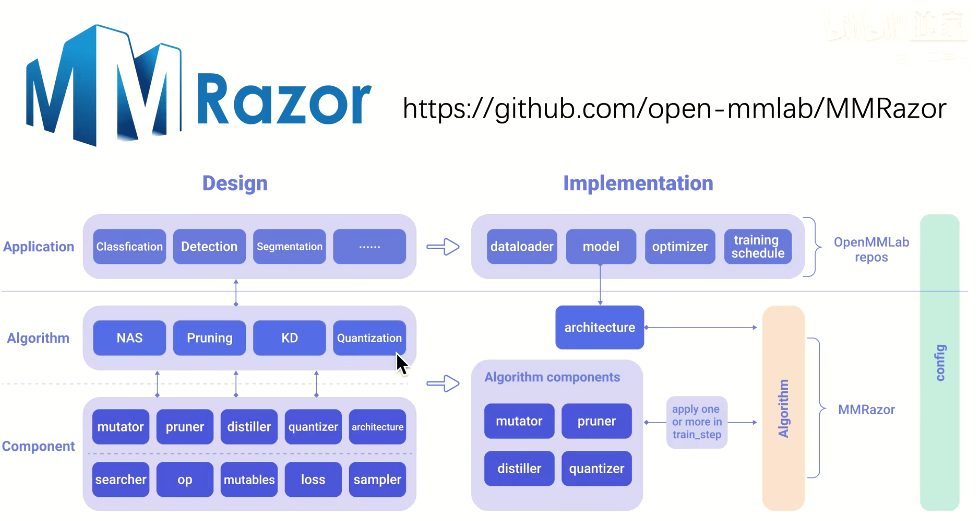 MMRazor
https://github.com/open-mmlab/MMRazor
Design
Implementation
Application
Classfication
Detection
Segmentation
......
dataloader
model
optimizer
training
schedule
OpenMMLab
repos
Algorithm
NAS
Pruning
KD
Quantization
architecture
Algorithm components
mutator
pruner
distiller
quantizer
apply one
or more in
train_step
Algorithm
MMRazor
config
Component
mutator
pruner
distiller
quantizer
architecture
searcher
op
mutables
loss
sampler